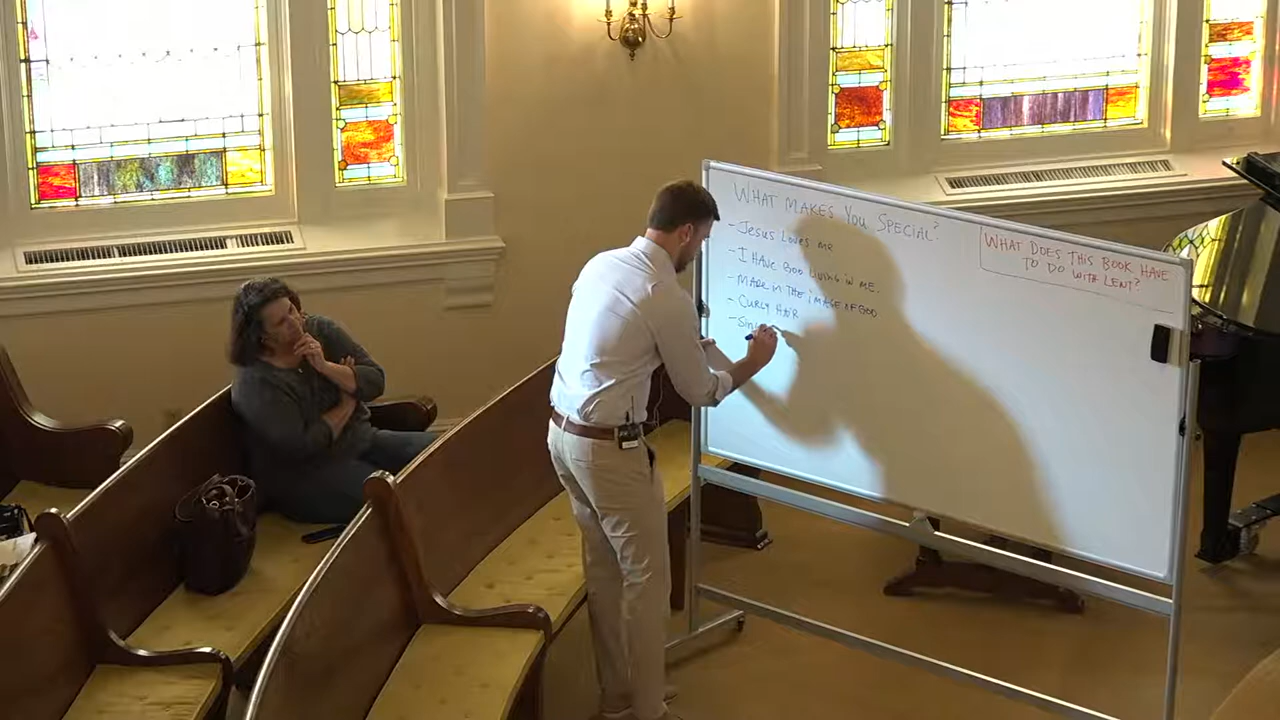 WHAT MAKES YOU SPECIAL?
- JESUS LOVES ME
- I HAVE GOD LIVING IN ME.
- MADE IN THE IMAGE OF GOD
- CURLY HAIR
WHAT DOES THIS BOOK HAVE
TO DO WITH LENT?